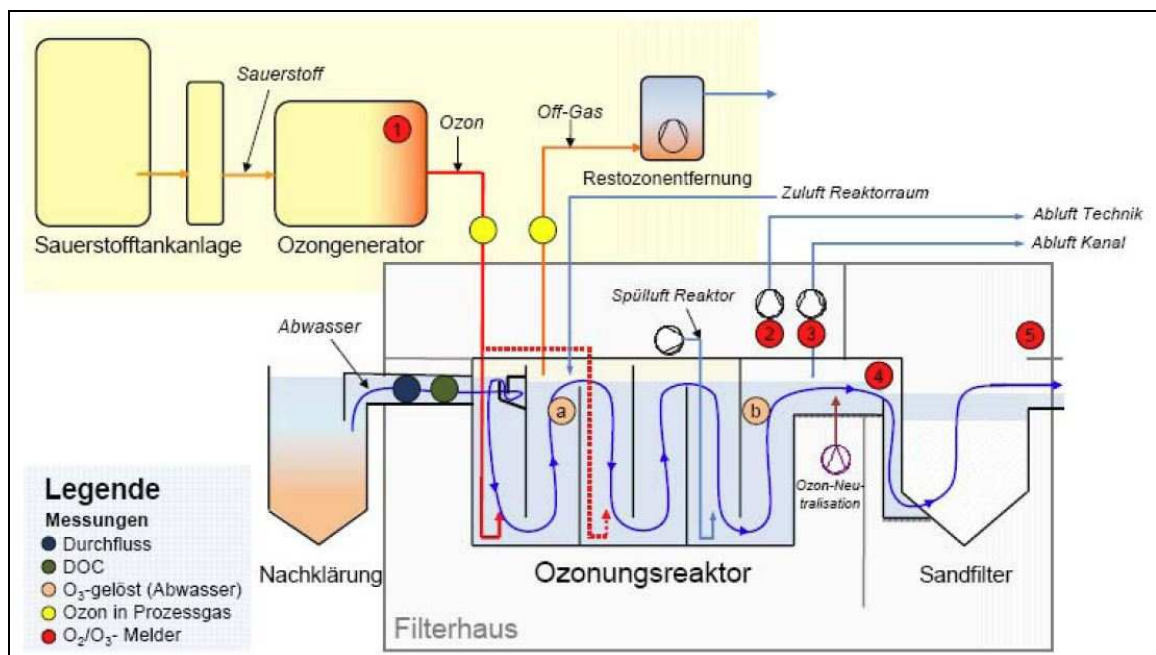 Sauerstoff
1
Ozon
Off-Gas
Restozonentfernung
Zuluft Reaktorraum
Abluft Technik
Abluft Kanal
Sauerstofftankanlage
Ozongenerator
Abwasser
Spülluft Reaktor
2
3
5
4
a
b
Ozon-Neu-
tralisation
Legende
Messungen
Durchfluss
DOC
O₃-gelöst (Abwasser)
Ozon in Prozessgas
O₂/O₃- Melder
Nachklärung
Ozonungsreaktor
Sandfilter
Filterhaus